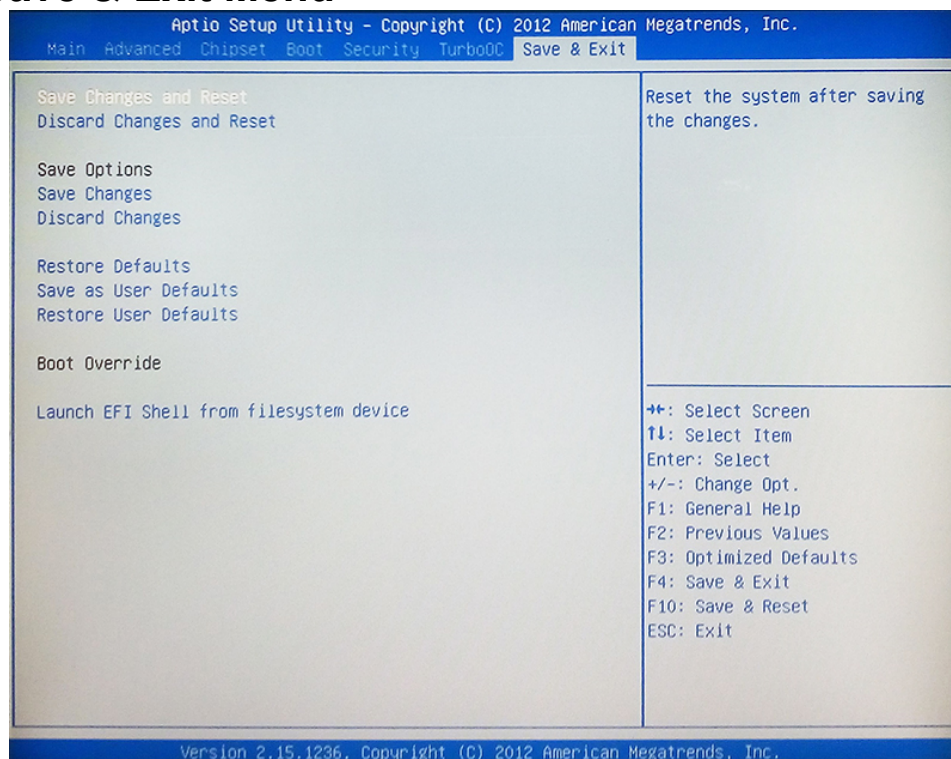 Save & Exit Menu
Aptio Setup Utility - Copyright (C) 2012 American Megatrends, Inc.
Main Advanced Chipset Boot Security TurboOC Save & Exit
Save Changes and Reset
Discard Changes and Reset
Save Options
Save Changes
Discard Changes
Restore Defaults
Save as User Defaults
Restore User Defaults
Boot Override
Launch EFI Shell from filesystem device
Reset the system after saving
the changes.
→←: Select Screen
↑↓: Select Item
Enter: Select
+/-: Change Opt.
F1: General Help
F2: Previous Values
F3: Optimized Defaults
F4: Save & Exit
F10: Save & Reset
ESC: Exit
Version 2.15.1236. Copyright (C) 2012 American Megatrends, Inc.